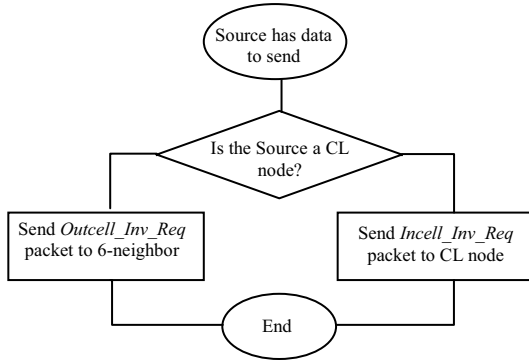 Source has data
to send
Is the Source a CL
node?
Send Outcell_Inv_Req
packet to 6-neighbor
Send Incell_Inv_Req
packet to CL node
End